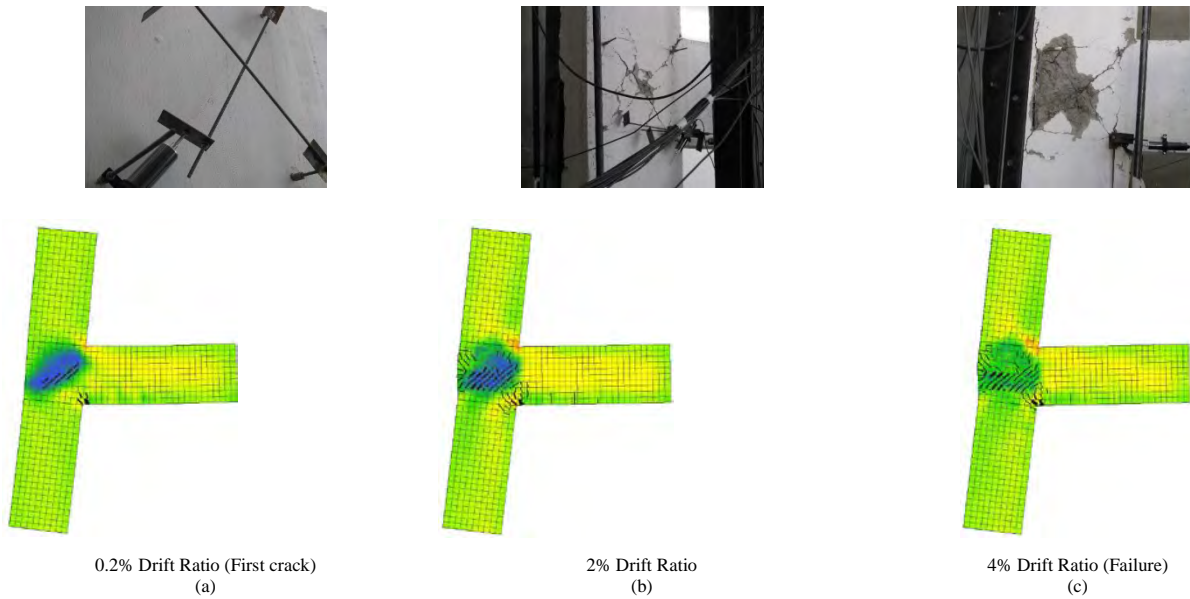 0.2% Drift Ratio (First crack)
(a)
2% Drift Ratio
(b)
4% Drift Ratio (Failure)
(c)